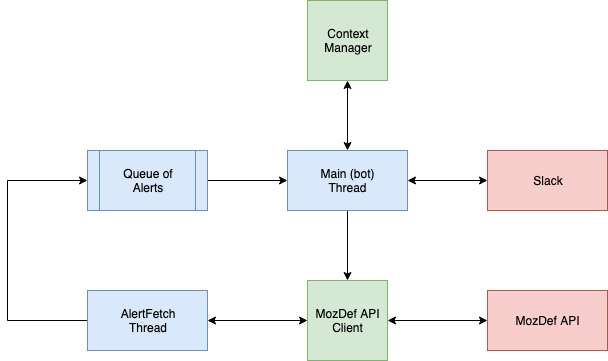 Context
Manager
Queue of
Alerts
Main (bot)
Thread
Slack
AlertFetch
Thread
MozDef API
Client
MozDef API